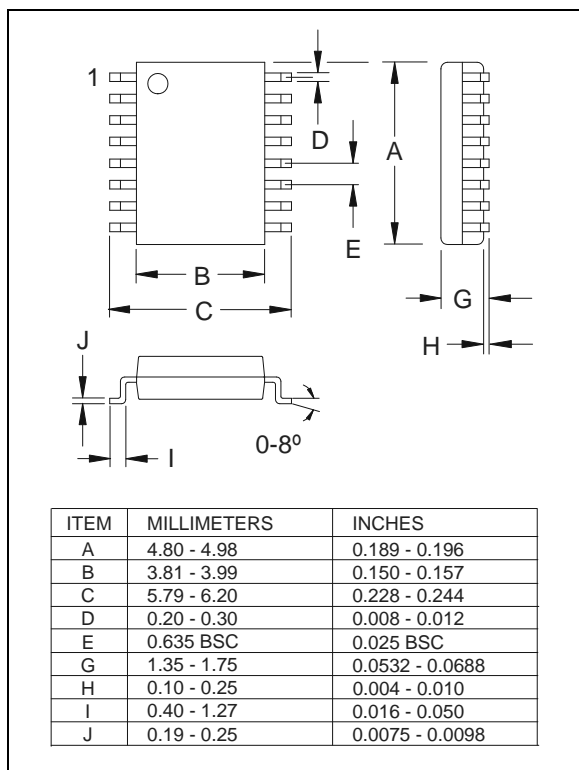 1
D
A
E
B
C
G
H
J
I
0-8º
ITEM MILLIMETERS INCHES
A 4.80 - 4.98 0.189 - 0.196
B 3.81 - 3.99 0.150 - 0.157
C 5.79 - 6.20 0.228 - 0.244
D 0.20 - 0.30 0.008 - 0.012
E 0.635 BSC 0.025 BSC
G 1.35 - 1.75 0.0532 - 0.0688
H 0.10 - 0.25 0.004 - 0.010
I 0.40 - 1.27 0.016 - 0.050
J 0.19 - 0.25 0.0075 - 0.0098